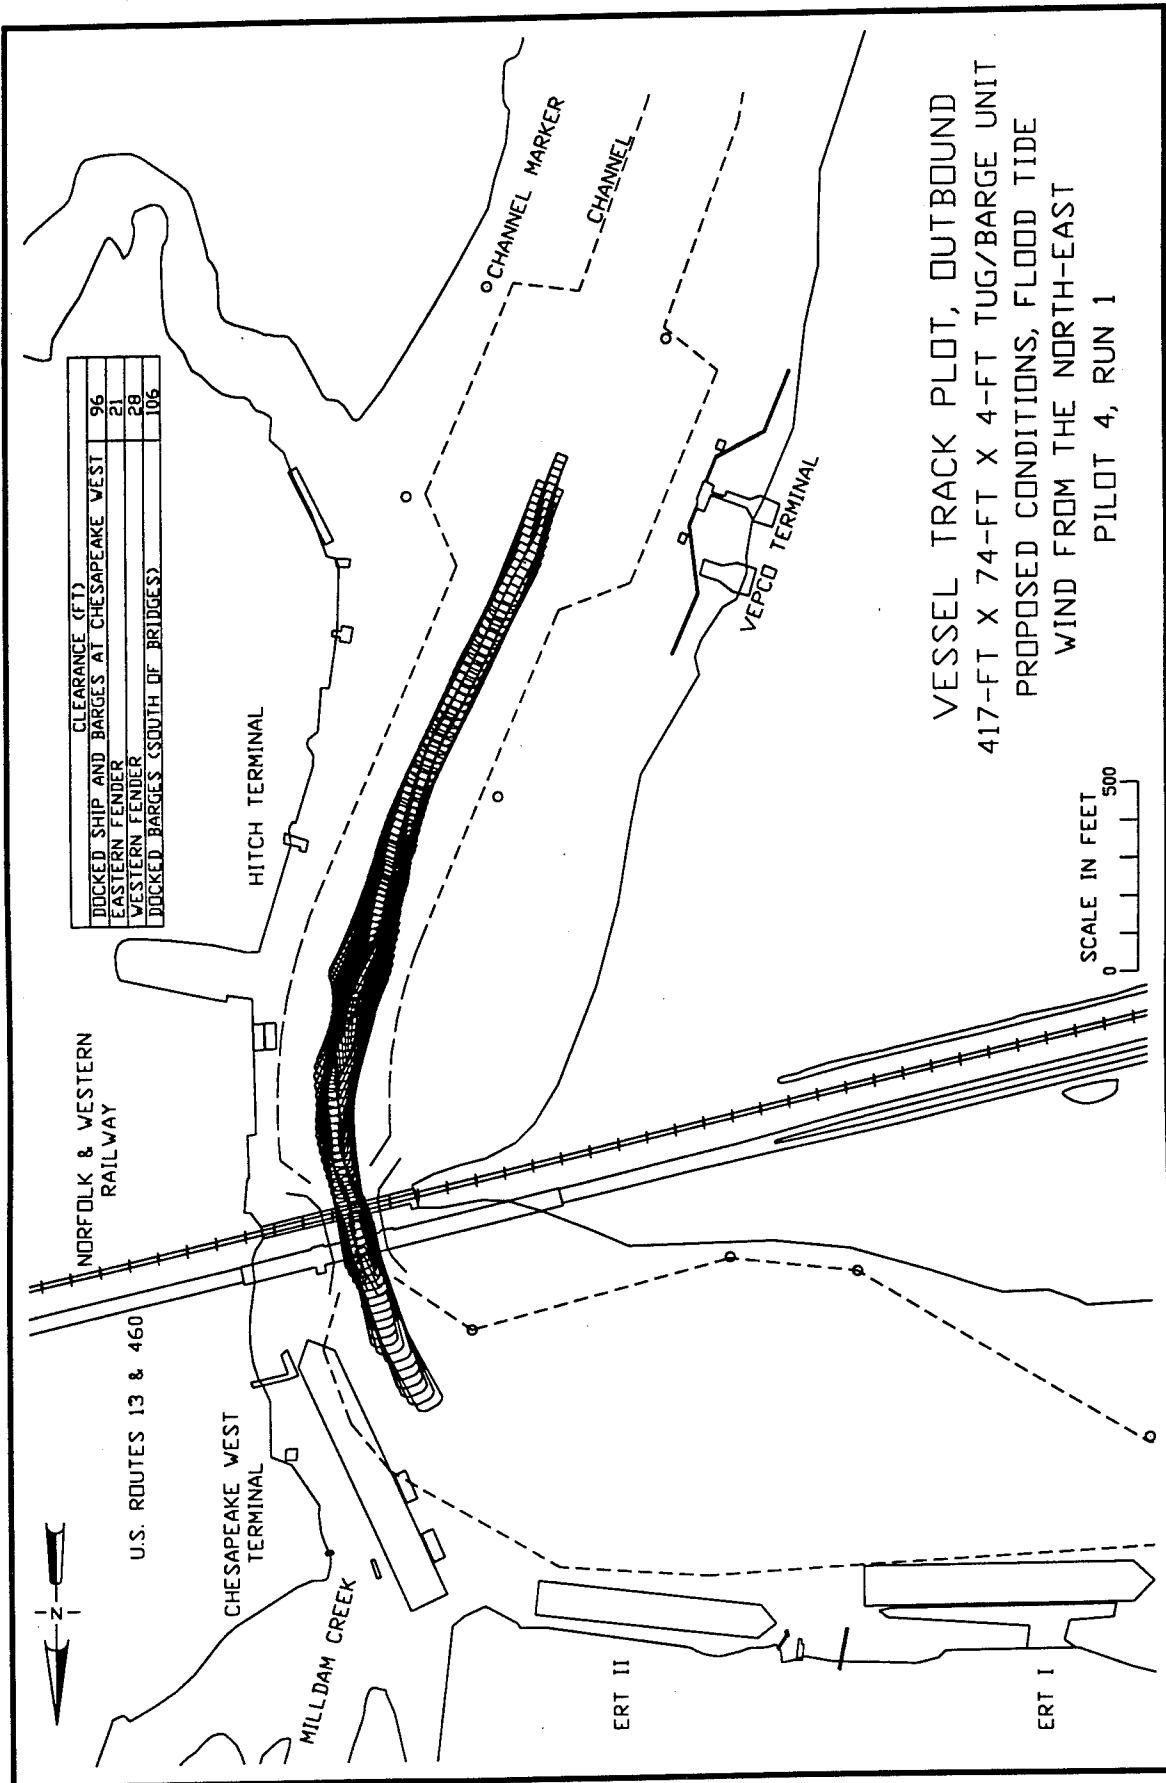 CLEARANCE (FT)
DOCKED SHIP AND BARGES AT CHESAPEAKE WEST 96
EASTERN FENDER 21
WESTERN FENDER 28
DOCKED BARGES (SOUTH OF BRIDGES) 106
N
U.S. ROUTES 13 & 460
NORFOLK & WESTERN
RAILWAY
HITCH TERMINAL
CHESAPEAKE WEST
TERMINAL
MILLDAM CREEK
CHANNEL MARKER
CHANNEL
VEPCO TERMINAL
ERT II
ERT I
SCALE IN FEET
0 500
VESSEL TRACK PLOT, OUTBOUND
417-FT X 74-FT X 4-FT TUG/BARGE UNIT
PROPOSED CONDITIONS, FLOOD TIDE
WIND FROM THE NORTH-EAST
PILOT 4, RUN 1